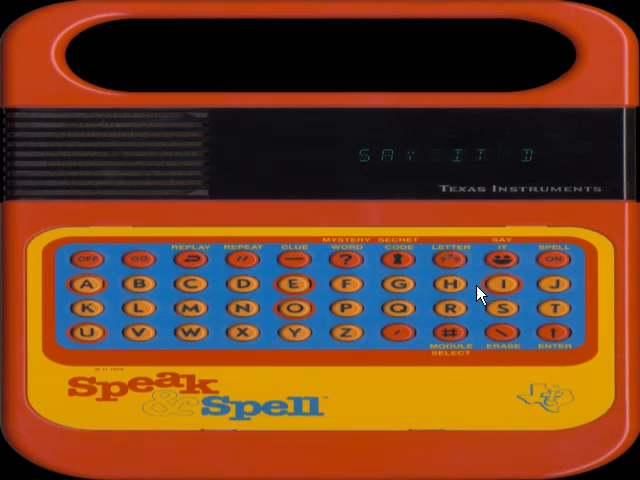 SAY IT D
TEXAS INSTRUMENTS
MYSTERY SECRET SAY
REPLAY REPEAT CLUE WORD CODE LETTER IT SPELL
OFF GO ? ??? ON
A B C D E F G H I J
K L M N O P Q R S T
U V W X Y Z ' # \ ↑
MODULE SELECT ERASE ENTER
Speak
& Spell™